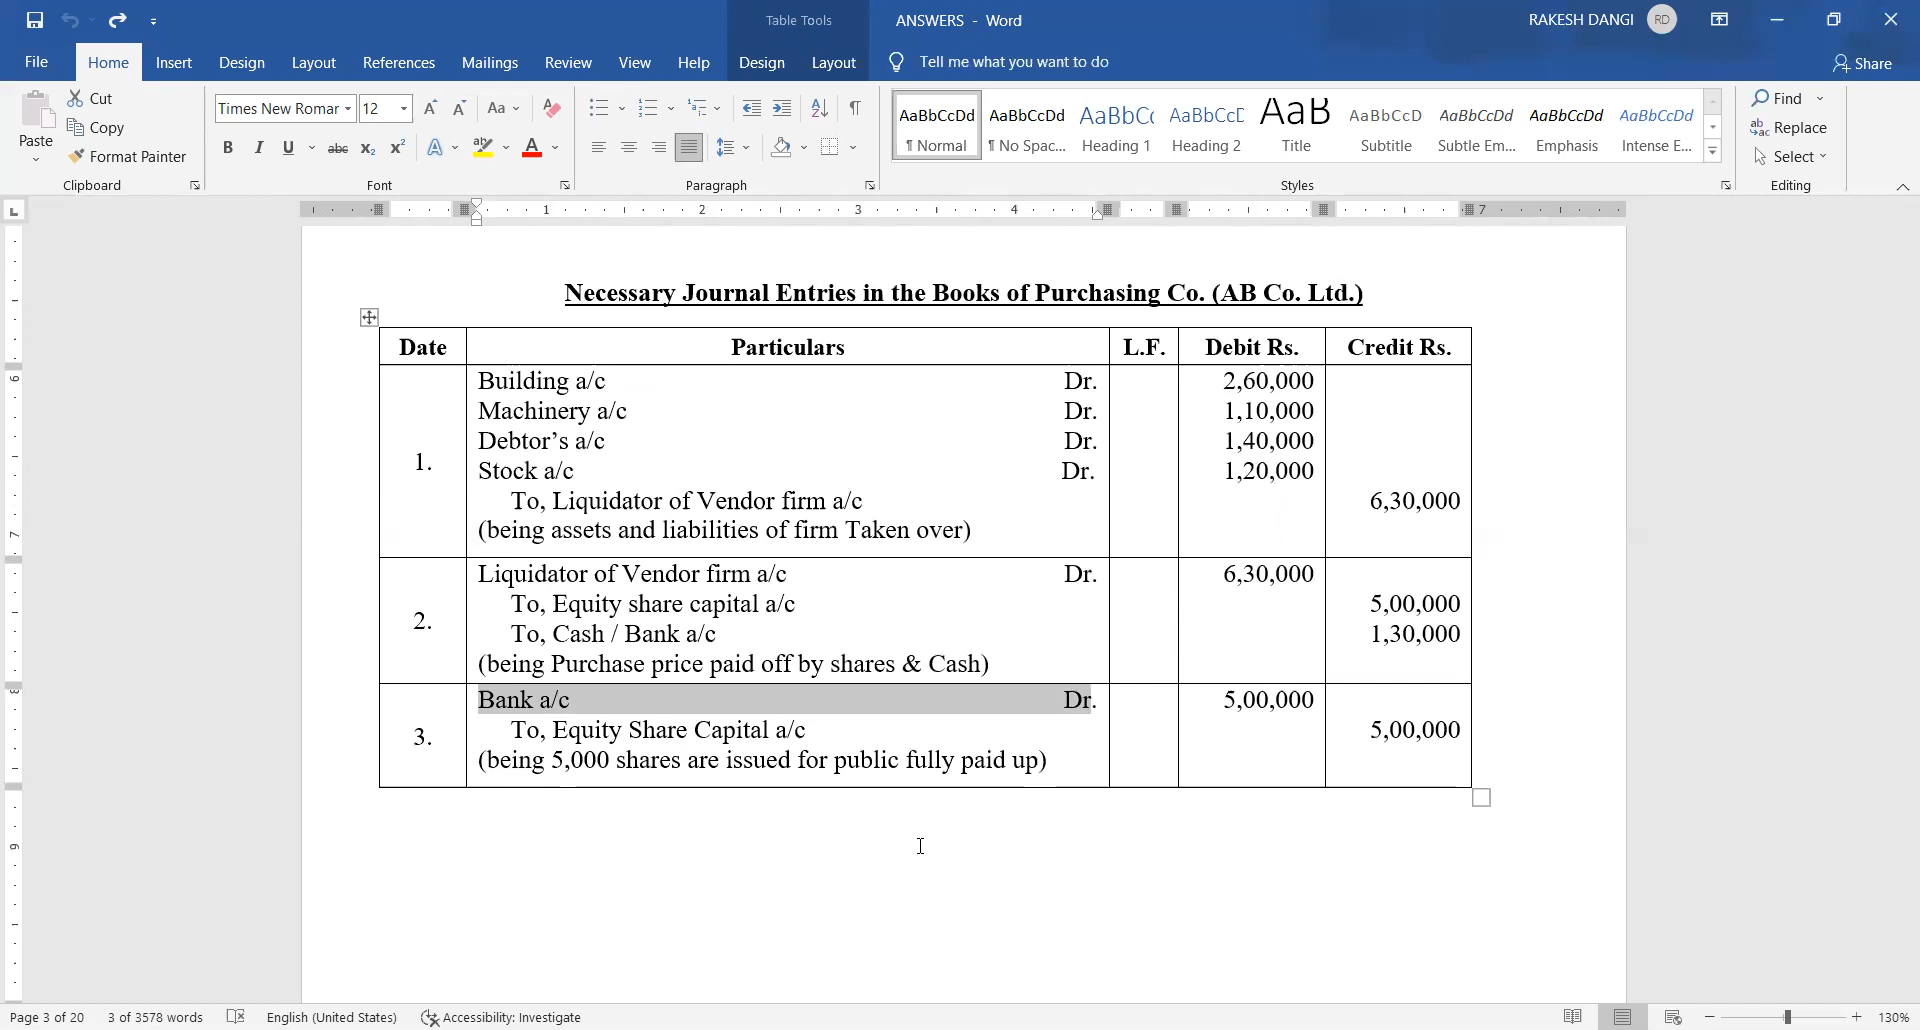 Table Tools
ANSWERS - Word
RAKESH DANGI RD
File Home Insert Design Layout References Mailings Review View Help Design Layout Tell me what you want to do Share
Paste
Cut
Copy
Format Painter
Clipboard
Times New Romar 12
Font
Paragraph
AaBbCcDd AaBbCcDd AaBbCc AaBbCcD AaB AaBbCcD AaBbCcDd AaBbCcDd AaBbCcDd
¶ Normal ¶ No Spac... Heading 1 Heading 2 Title Subtitle Subtle Em... Emphasis Intense E...
Styles
Find
Replace
Select
Editing
1 2 3 4 7
Necessary Journal Entries in the Books of Purchasing Co. (AB Co. Ltd.)
Date Particulars L.F. Debit Rs. Credit Rs.
1.
Building a/c Dr. 2,60,000
Machinery a/c Dr. 1,10,000
Debtor’s a/c Dr. 1,40,000
Stock a/c Dr. 1,20,000
To, Liquidator of Vendor firm a/c 6,30,000
(being assets and liabilities of firm Taken over)
2.
Liquidator of Vendor firm a/c Dr. 6,30,000
To, Equity share capital a/c 5,00,000
To, Cash / Bank a/c 1,30,000
(being Purchase price paid off by shares & Cash)
3.
Bank a/c Dr. 5,00,000
To, Equity Share Capital a/c 5,00,000
(being 5,000 shares are issued for public fully paid up)
Page 3 of 20 3 of 3578 words English (United States) Accessibility: Investigate 130%